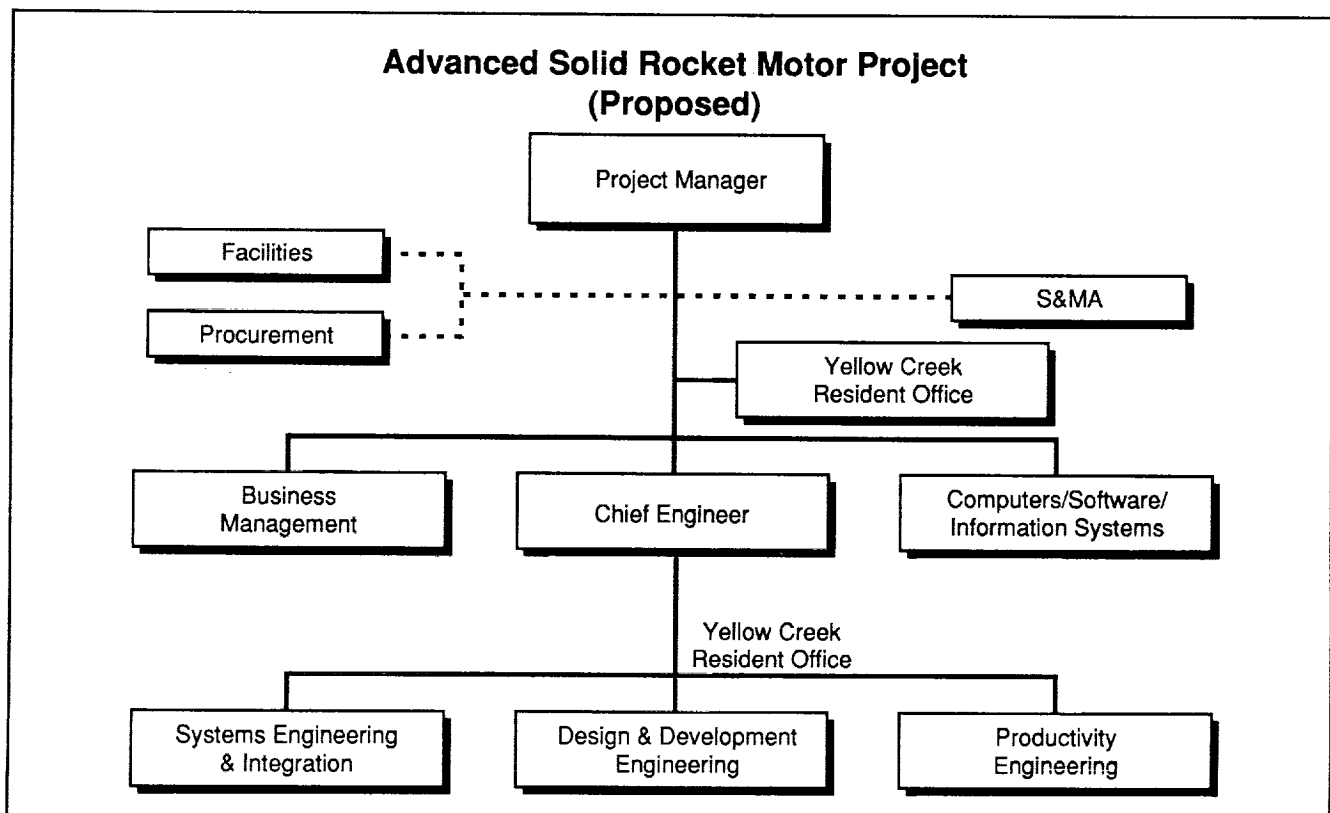 Advanced Solid Rocket Motor Project
(Proposed)
Project Manager
Facilities
Procurement
S&MA
Yellow Creek
Resident Office
Business
Management
Chief Engineer
Computers/Software/
Information Systems
Yellow Creek
Resident Office
Systems Engineering
& Integration
Design & Development
Engineering
Productivity
Engineering